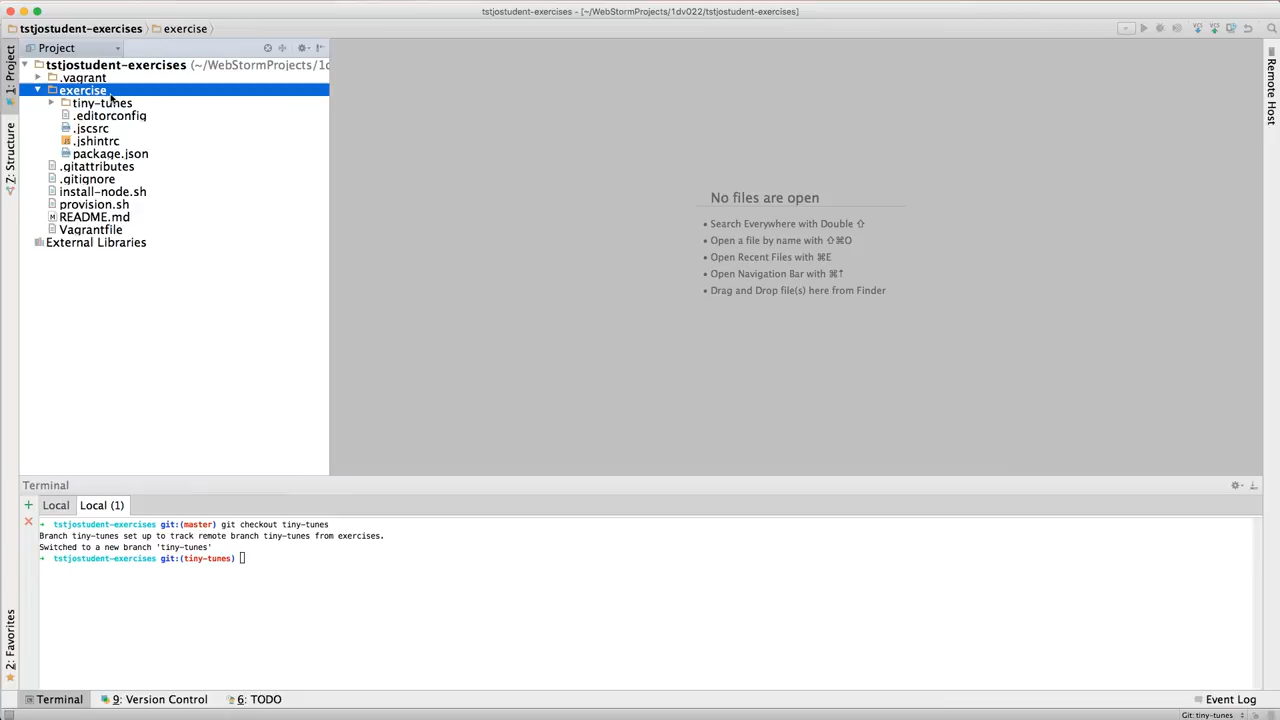 tstjostudent-exercises - [~/WebStormProjects/1dv022/tstjostudent-exercises]
tstjostudent-exercises exercise
Project
tstjostudent-exercises (~/WebStormProjects/1d
.vagrant
exercise
tiny-tunes
.editorconfig
.jscsrc
.jshintrc
package.json
.gitattributes
.gitignore
install-node.sh
provision.sh
README.md
Vagrantfile
External Libraries
1: Project
Z: Structure
2: Favorites
Remote Host
No files are open
• Search Everywhere with Double ⇧
• Open a file by name with ⇧⌘O
• Open Recent Files with ⌘E
• Open Navigation Bar with ⌘↑
• Drag and Drop file(s) here from Finder
Terminal
Local Local (1)
→ tstjostudent-exercises git:(master) git checkout tiny-tunes
Branch tiny-tunes set up to track remote branch tiny-tunes from exercises.
Switched to a new branch 'tiny-tunes'
→ tstjostudent-exercises git:(tiny-tunes)
Terminal 9: Version Control 6: TODO Event Log
Git: tiny-tunes